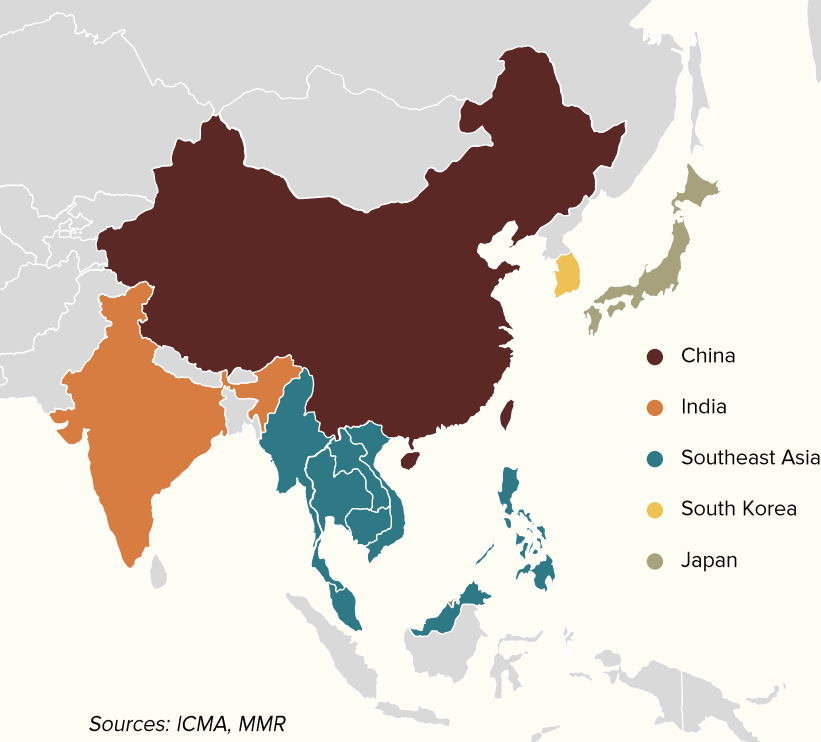 China
India
Southeast Asia
South Korea
Japan
Sources: ICMA, MMR